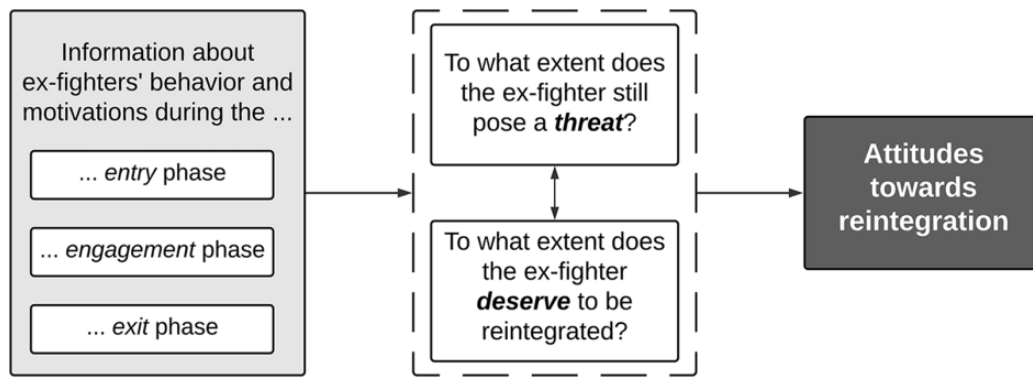 Information about
ex-fighters' behavior and
motivations during the ...
... entry phase
... engagement phase
... exit phase
To what extent does
the ex-fighter still
pose a threat?
To what extent does
the ex-fighter
deserve to be
reintegrated?
Attitudes
towards
reintegration